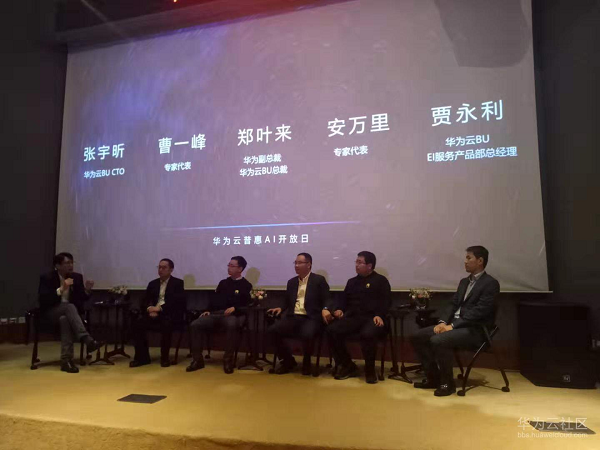 张宇昕
华为云BU CTO
曹一峰
专家代表
郑叶来
华为副总裁
华为云BU总裁
安万里
专家代表
贾永利
华为云BU
EI服务产品部总经理
华为云普惠AI开放日
华为云社区
bbs.huaweicloud.com